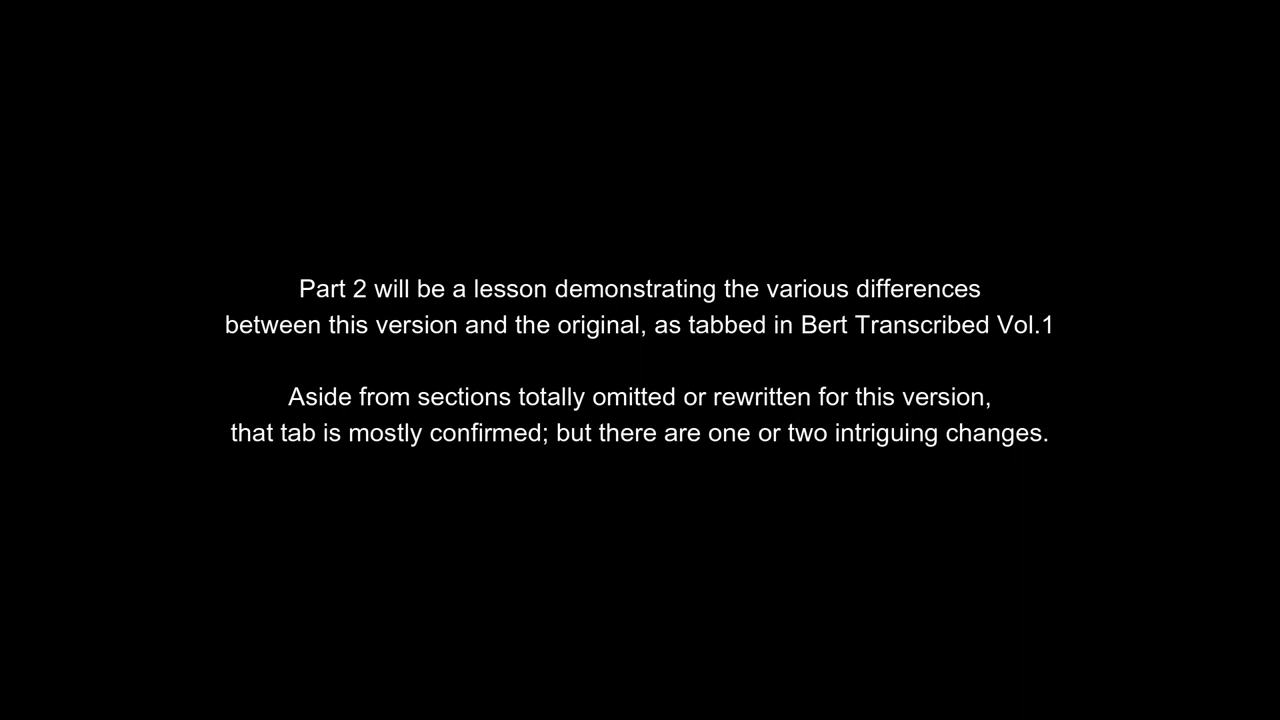 Part 2 will be a lesson demonstrating the various differences
between this version and the original, as tabbed in Bert Transcribed Vol.1
Aside from sections totally omitted or rewritten for this version,
that tab is mostly confirmed; but there are one or two intriguing changes.